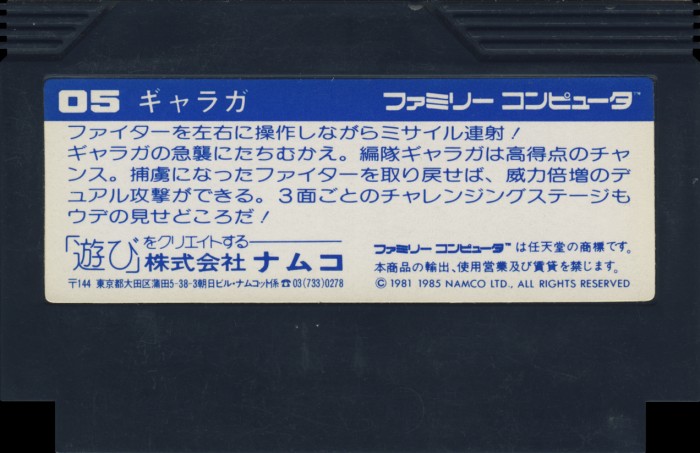 05 ギャラガ ファミリー コンピュータ™
ファイターを左右に操作しながらミサイル連射!
ギャラガの急襲にたちむかえ。編隊ギャラガは高得点のチャ
ンス。捕虜になったファイターを取り戻せば、威力倍増のデ
ュアル攻撃ができる。3面ごとのチャレンジングステージも
ウデの見せどころだ!
「遊び」をクリエイトする
株式会社 ナムコ
〒144 東京都大田区蒲田5-38-3朝日ビル・ナムコット係 ☎03(733)0278
ファミリー コンピュータ™ は任天堂の商標です。
本商品の輸出、使用営業及び賃貸を禁じます。
© 1981 1985 NAMCO LTD., ALL RIGHTS RESERVED